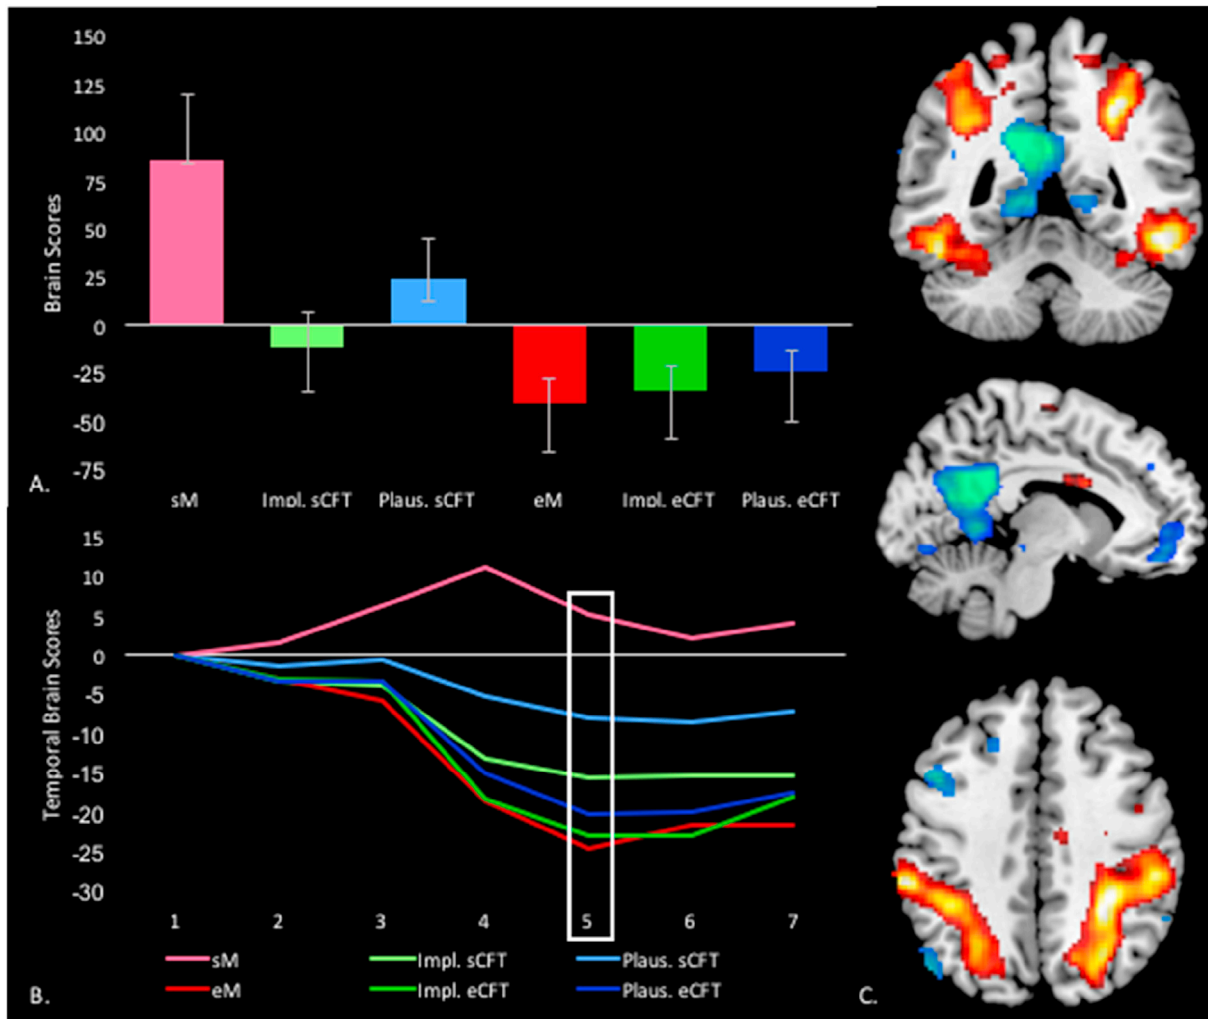 150
125
100
75
50
25
0
-25
-50
-75
Brain Scores
A.
sM Impl. sCFT Plaus. sCFT eM Impl. eCFT Plaus. eCFT
15
10
5
0
-5
-10
-15
-20
-25
-30
Temporal Brain Scores
1 2 3 4 5 6 7
sM Impl. sCFT Plaus. sCFT
eM Impl. eCFT Plaus. eCFT
B.
C.